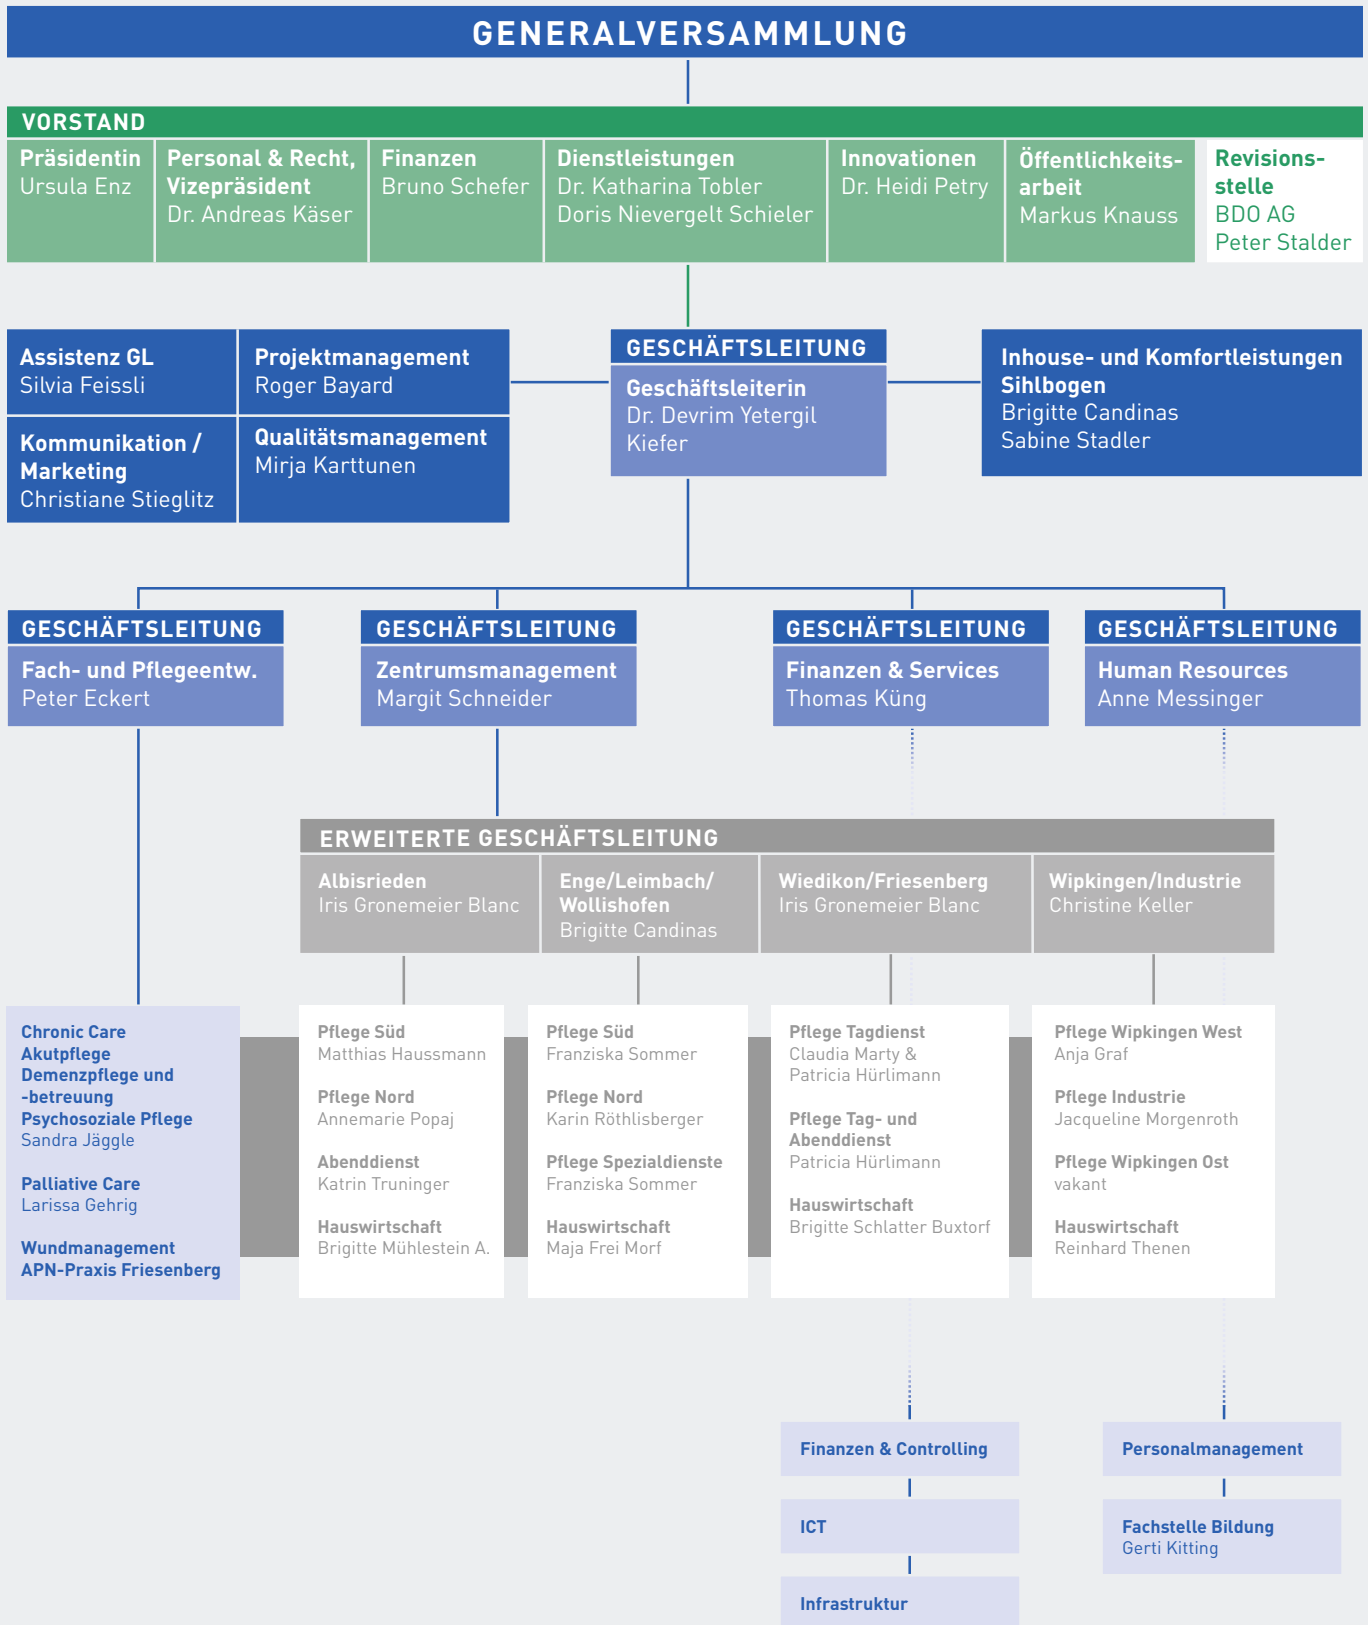 GENERALVERSAMMLUNG
VORSTAND
Präsidentin
Ursula Enz
Personal & Recht,
Vizepräsident
Dr. Andreas Käser
Finanzen
Bruno Schefer
Dienstleistungen
Dr. Katharina Tobler
Doris Nievergelt Schieler
Innovationen
Dr. Heidi Petry
Öffentlichkeits-
arbeit
Markus Knauss
Revisions-
stelle
BDO AG
Peter Stalder
Assistenz GL
Silvia Feissli
Projektmanagement
Roger Bayard
Kommunikation /
Marketing
Christiane Stieglitz
Qualitätsmanagement
Mirja Karttunen
GESCHÄFTSLEITUNG
Geschäftsleiterin
Dr. Devrim Yetergil
Kiefer
Inhouse- und Komfortleistungen
Sihlbogen
Brigitte Candinas
Sabine Stadler
GESCHÄFTSLEITUNG
Fach- und Pflegeentw.
Peter Eckert
GESCHÄFTSLEITUNG
Zentrumsmanagement
Margit Schneider
GESCHÄFTSLEITUNG
Finanzen & Services
Thomas Küng
GESCHÄFTSLEITUNG
Human Resources
Anne Messinger
ERWEITERTE GESCHÄFTSLEITUNG
Albisrieden
Iris Gronemeier Blanc
Enge/Leimbach/
Wollishofen
Brigitte Candinas
Wiedikon/Friesenberg
Iris Gronemeier Blanc
Wipkingen/Industrie
Christine Keller
Chronic Care
Akutpflege
Demenzpflege und
-betreuung
Psychosoziale Pflege
Sandra Jäggle
Palliative Care
Larissa Gehrig
Wundmanagement
APN-Praxis Friesenberg
Pflege Süd
Matthias Haussmann
Pflege Nord
Annemarie Popaj
Abenddienst
Katrin Truninger
Hauswirtschaft
Brigitte Mühlestein A.
Pflege Süd
Franziska Sommer
Pflege Nord
Karin Röthlisberger
Pflege Spezialdienste
Franziska Sommer
Hauswirtschaft
Maja Frei Morf
Pflege Tagdienst
Claudia Marty &
Patricia Hürlimann
Pflege Tag- und
Abenddienst
Patricia Hürlimann
Hauswirtschaft
Brigitte Schlatter Buxtorf
Pflege Wipkingen West
Anja Graf
Pflege Industrie
Jacqueline Morgenroth
Pflege Wipkingen Ost
vakant
Hauswirtschaft
Reinhard Thenen
Finanzen & Controlling
ICT
Infrastruktur
Personalmanagement
Fachstelle Bildung
Gerti Kitting